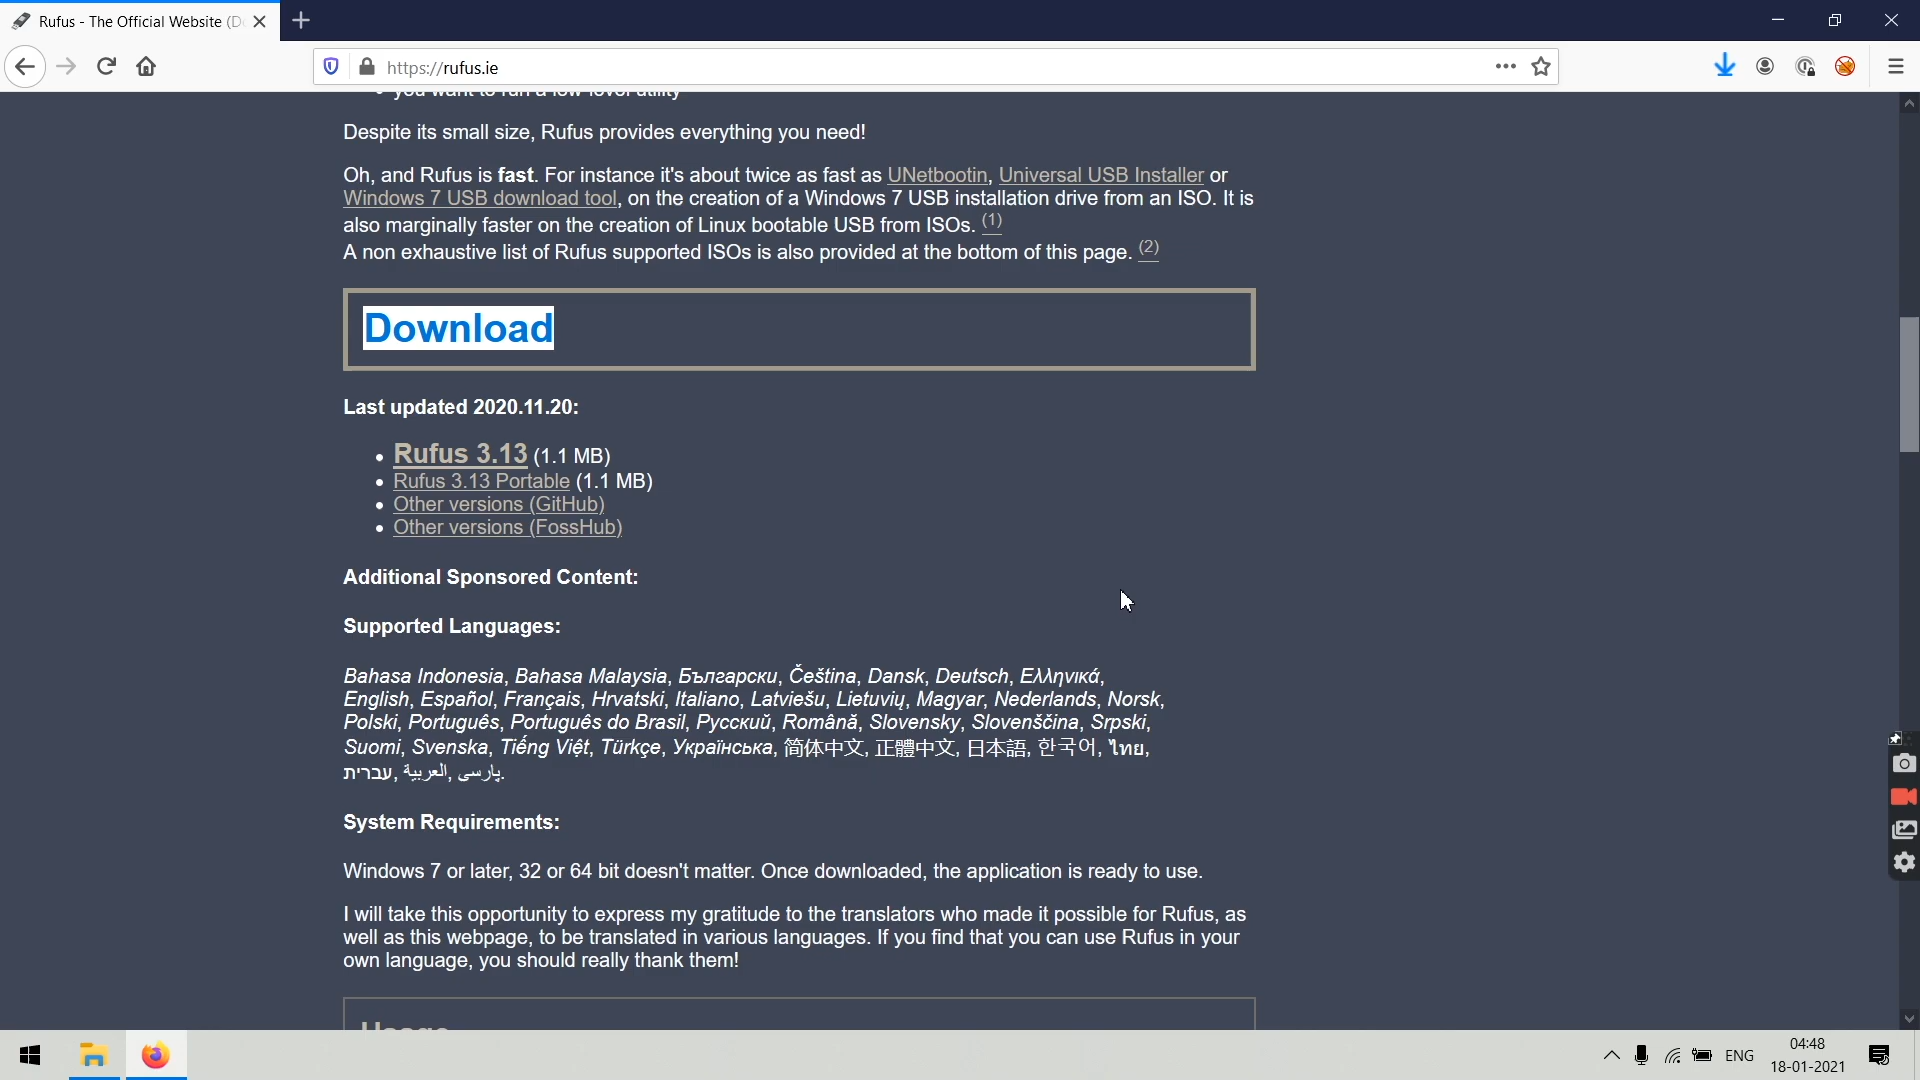 Rufus - The Official Website (D
https://rufus.ie
you want to run a low-level utility
Despite its small size, Rufus provides everything you need!
Oh, and Rufus is fast. For instance it's about twice as fast as UNetbootin, Universal USB Installer or
Windows 7 USB download tool, on the creation of a Windows 7 USB installation drive from an ISO. It is
also marginally faster on the creation of Linux bootable USB from ISOs. (1)
A non exhaustive list of Rufus supported ISOs is also provided at the bottom of this page. (2)
Download
Last updated 2020.11.20:
Rufus 3.13 (1.1 MB)
Rufus 3.13 Portable (1.1 MB)
Other versions (GitHub)
Other versions (FossHub)
Additional Sponsored Content:
Supported Languages:
Bahasa Indonesia, Bahasa Malaysia, Български, Čeština, Dansk, Deutsch, Ελληνικά,
English, Español, Français, Hrvatski, Italiano, Latviešu, Lietuvių, Magyar, Nederlands, Norsk,
Polski, Português, Português do Brasil, Русский, Română, Slovensky, Slovenščina, Srpski,
Suomi, Svenska, Tiếng Việt, Türkçe, Українська, 简体中文, 正體中文, 日本語, 한국어, ไทย,
עברית, العربية, پارسی.
System Requirements:
Windows 7 or later, 32 or 64 bit doesn't matter. Once downloaded, the application is ready to use.
I will take this opportunity to express my gratitude to the translators who made it possible for Rufus, as
well as this webpage, to be translated in various languages. If you find that you can use Rufus in your
own language, you should really thank them!
Usage
ENG
04:48
18-01-2021